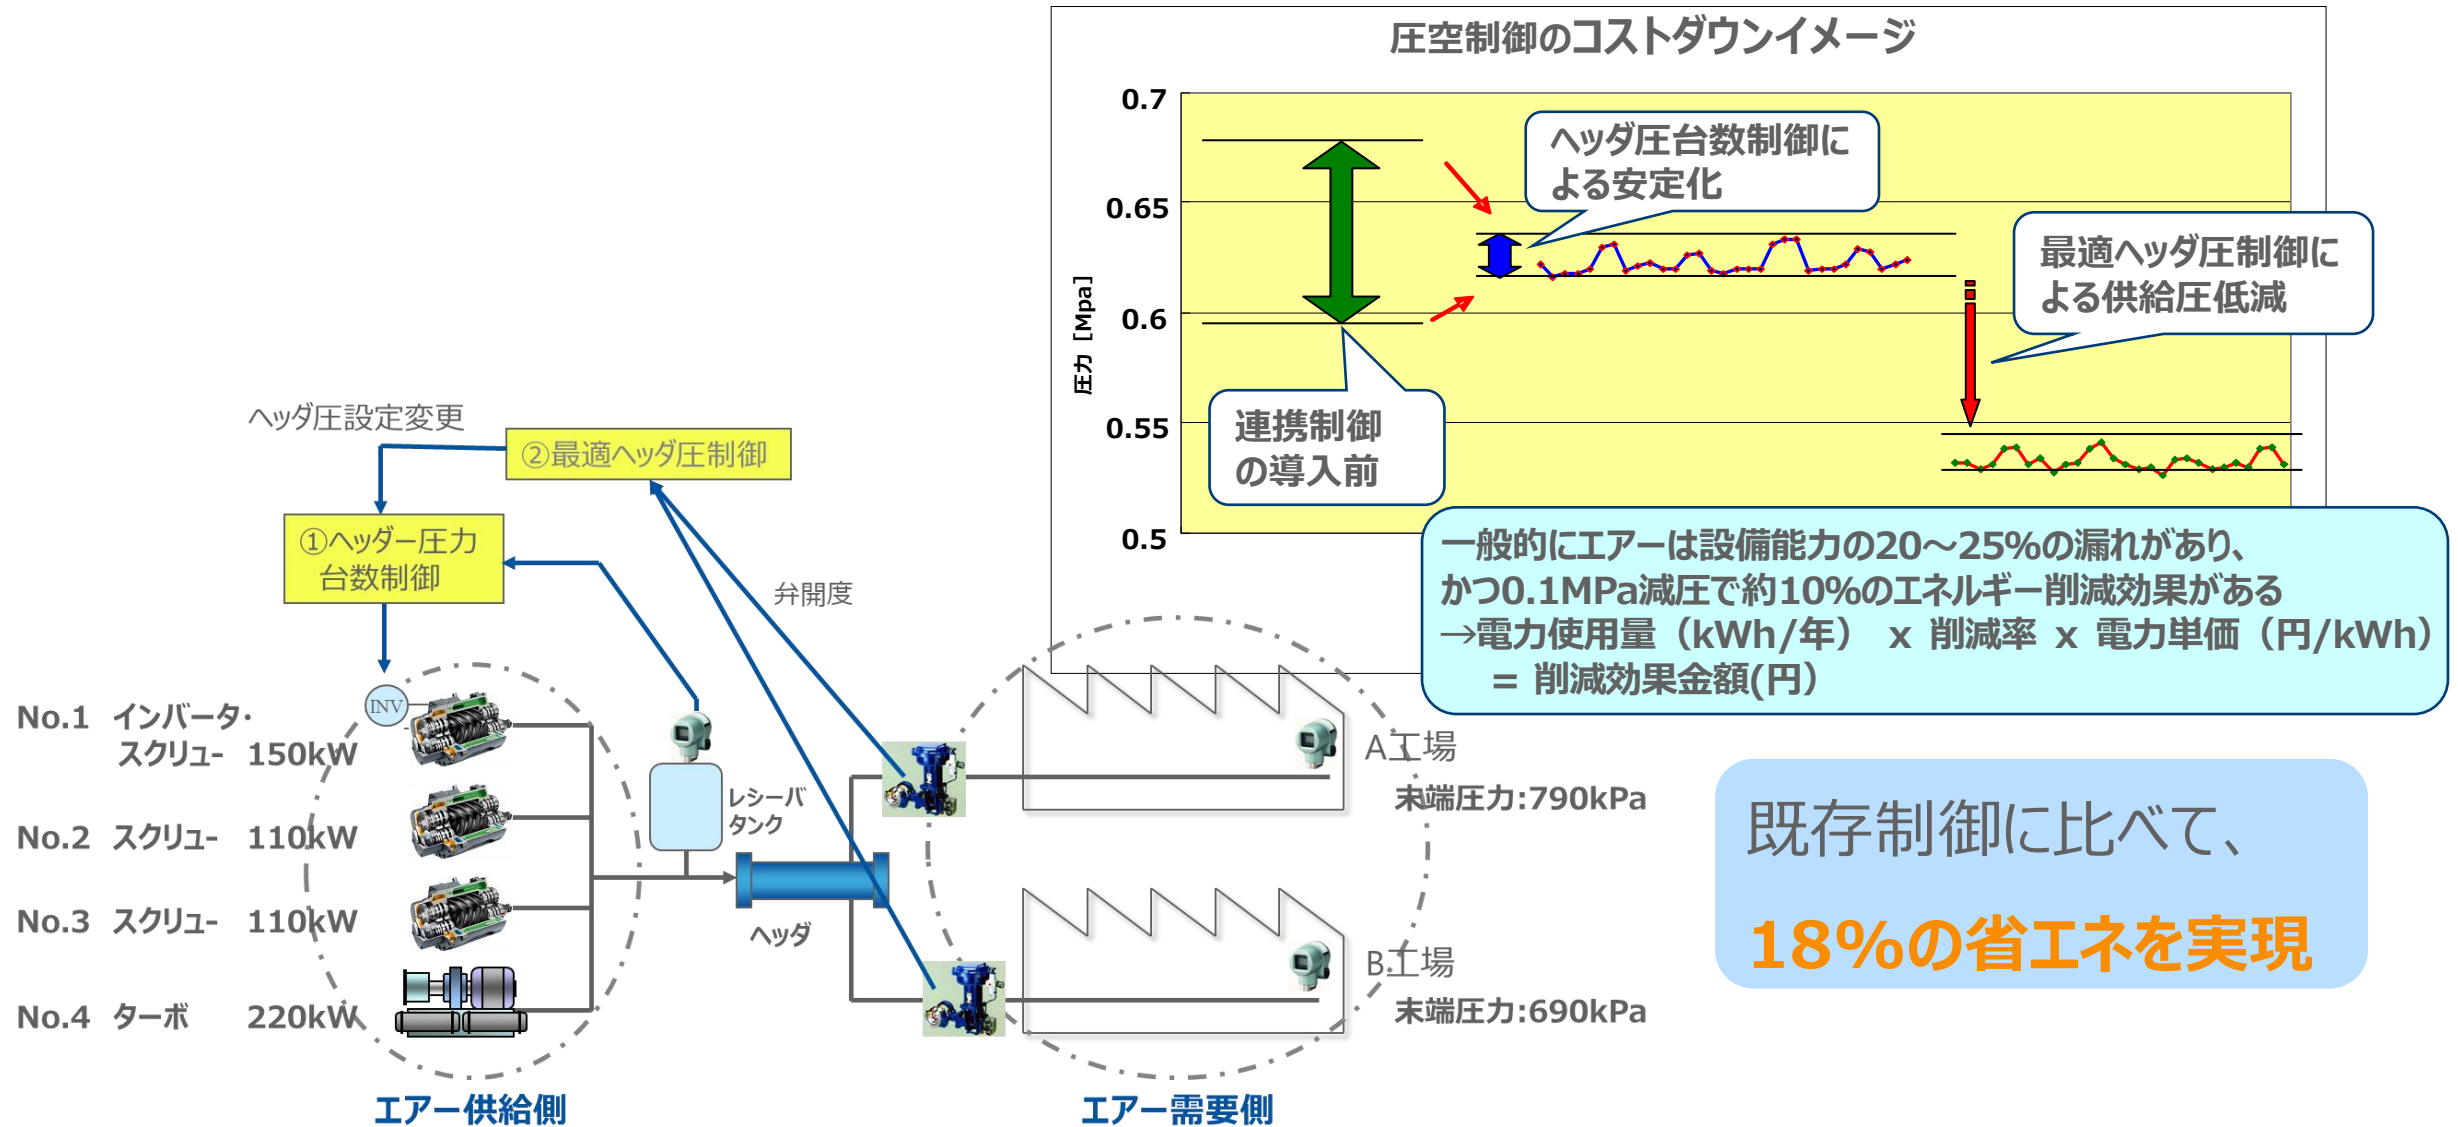 圧空制御のコストダウンイメージ
0.7
0.65
0.6
0.55
0.5
圧力 [Mpa]
ヘッダ圧台数制御に
よる安定化
最適ヘッダ圧制御に
よる供給圧低減
連携制御
の導入前
一般的にエアーは設備能力の20～25%の漏れがあり、
かつ0.1MPa減圧で約10%のエネルギー削減効果がある
→電力使用量（kWh/年） x 削減率 x 電力単価（円/kWh）
= 削減効果金額(円）
ヘッダ圧設定変更
②最適ヘッダ圧制御
①ヘッダー圧力
台数制御
弁開度
INV
No.1 インバータ・
スクリュー 150kW
No.2 スクリュー 110kW
No.3 スクリュー 110kW
No.4 ターボ 220kW
レシーバ
タンク
ヘッダ
A工場
末端圧力:790kPa
B工場
末端圧力:690kPa
エアー供給側
エアー需要側
既存制御に比べて、
18%の省エネを実現